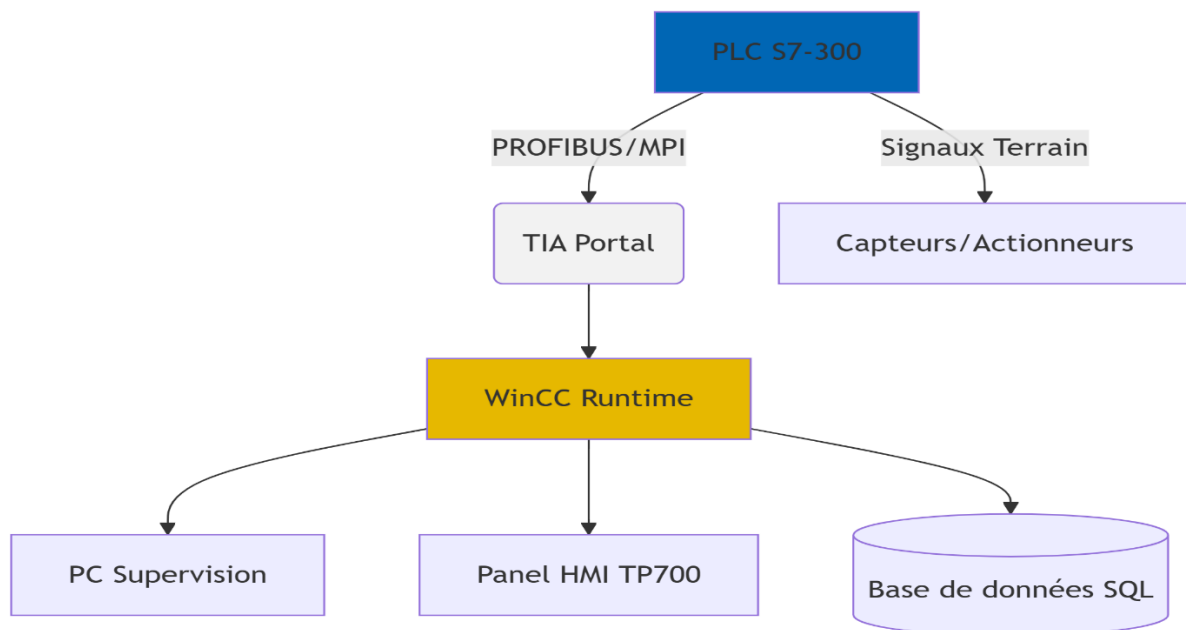 PLC S7-300
PROFIBUS/MPI
Signaux Terrain
TIA Portal
Capteurs/Actionneurs
WinCC Runtime
PC Supervision
Panel HMI TP700
Base de données SQL